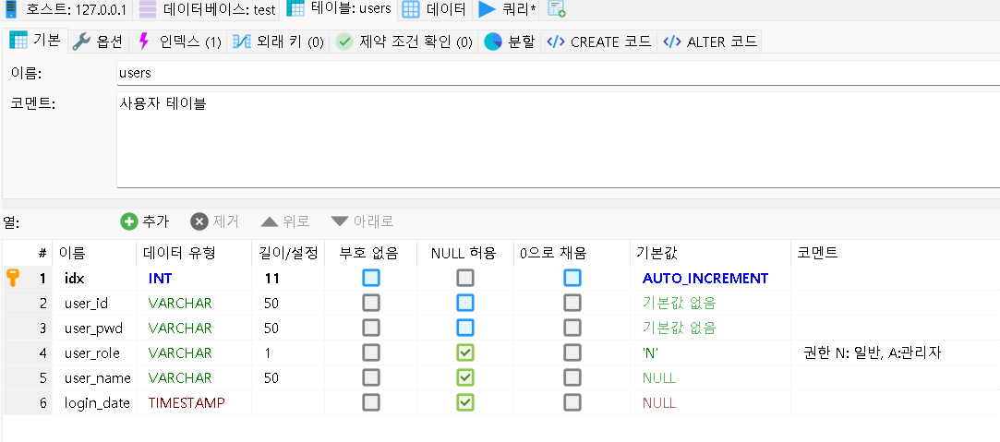 호스트: 127.0.0.1 데이터베이스: test 테이블: users 데이터 쿼리*
기본 옵션 인덱스 (1) 외래 키 (0) 제약 조건 확인 (0) 분할 CREATE 코드 ALTER 코드
이름: users
코멘트: 사용자 테이블
열: 추가 제거 위로 아래로
# 이름 데이터 유형 길이/설정 부호 없음 NULL 허용 0으로 채움 기본값 코멘트
1 idx INT 11 AUTO_INCREMENT
2 user_id VARCHAR 50 기본값 없음
3 user_pwd VARCHAR 50 기본값 없음
4 user_role VARCHAR 1 'N' 권한 N: 일반, A:관리자
5 user_name VARCHAR 50 NULL
6 login_date TIMESTAMP NULL